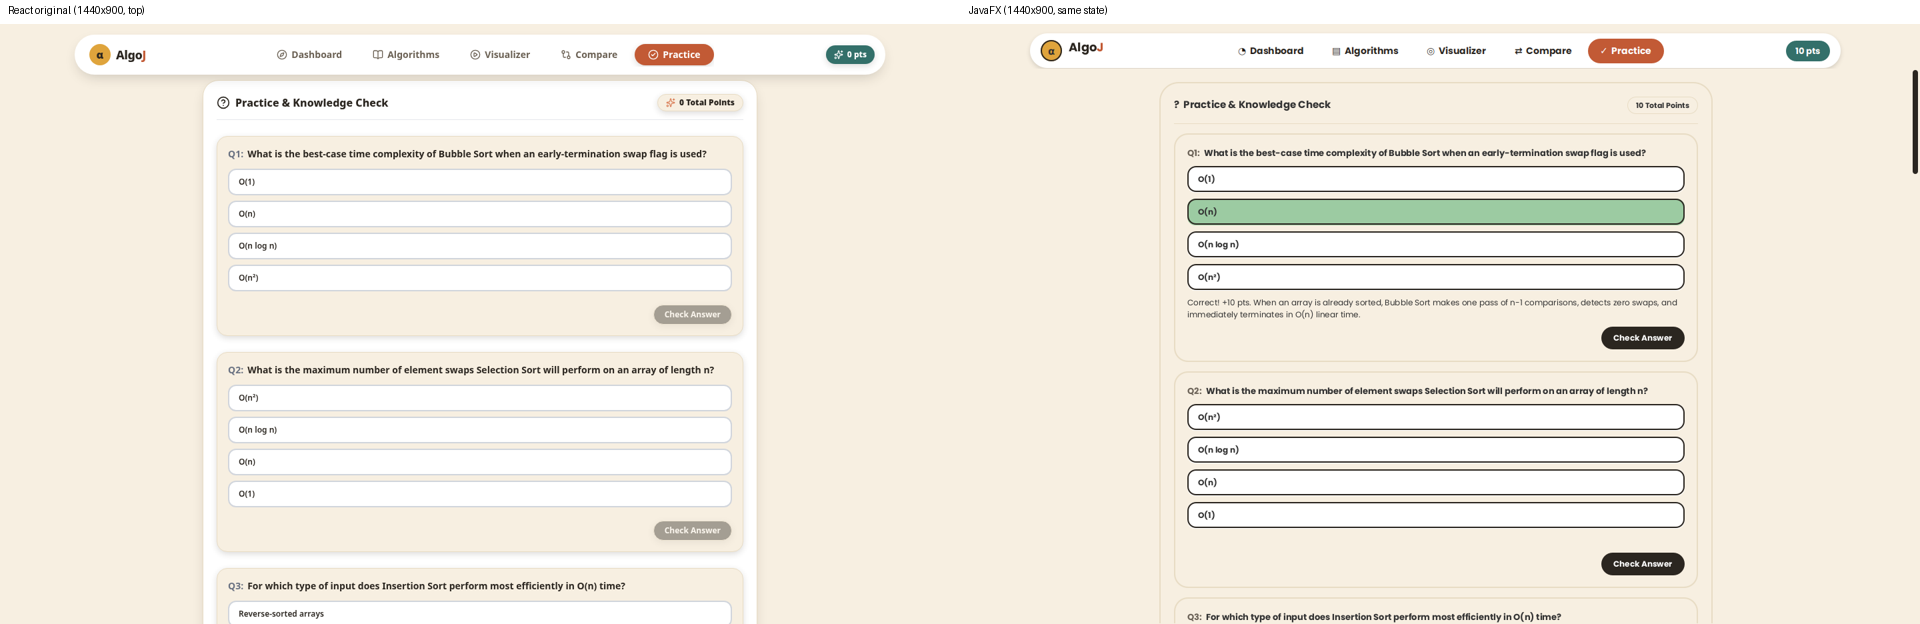 React original (1440x900, top)
JavaFX (1440x900, same state)
α AlgoJ Dashboard Algorithms Visualizer Compare Practice 0 pts
Practice & Knowledge Check 0 Total Points
Q1: What is the best-case time complexity of Bubble Sort when an early-termination swap flag is used?
O(1)
O(n)
O(n log n)
O(n²)
Check Answer
Q2: What is the maximum number of element swaps Selection Sort will perform on an array of length n?
O(n²)
O(n log n)
O(n)
O(1)
Check Answer
Q3: For which type of input does Insertion Sort perform most efficiently in O(n) time?
Reverse-sorted arrays
α AlgoJ Dashboard Algorithms Visualizer Compare ✓ Practice 10 pts
? Practice & Knowledge Check 10 Total Points
Q1: What is the best-case time complexity of Bubble Sort when an early-termination swap flag is used?
O(1)
O(n)
O(n log n)
O(n²)
Correct! +10 pts. When an array is already sorted, Bubble Sort makes one pass of n-1 comparisons, detects zero swaps, and
immediately terminates in O(n) linear time.
Check Answer
Q2: What is the maximum number of element swaps Selection Sort will perform on an array of length n?
O(n²)
O(n log n)
O(n)
O(1)
Check Answer
Q3: For which type of input does Insertion Sort perform most efficiently in O(n) time?